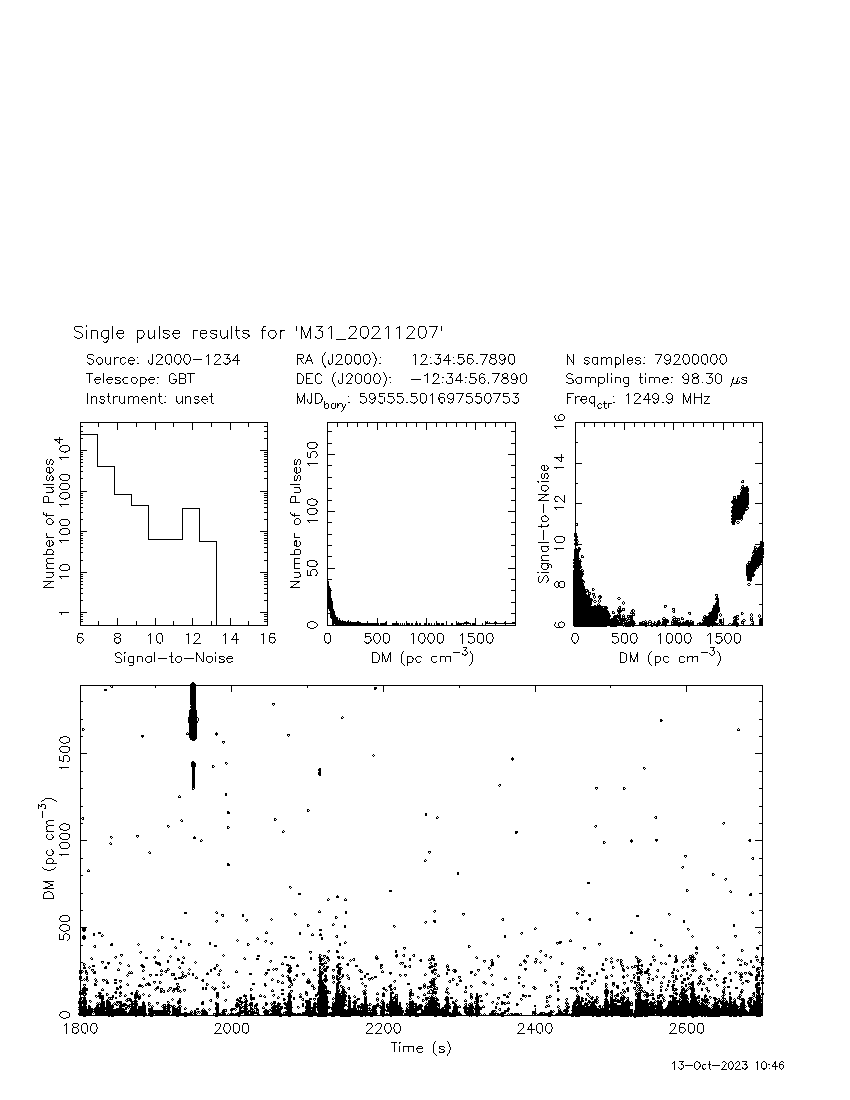 Single pulse results for 'M31_20211207'
Source: J2000-1234 RA (J2000): 12:34:56.7890 N samples: 79200000
Telescope: GBT DEC (J2000): -12:34:56.7890 Sampling time: 98.30 μs
Instrument: unset MJD_bary: 59555.501697550753 Freq_ctr: 1249.9 MHz
Number of Pulses
1 10 100 1000 10^4
6 8 10 12 14 16
Signal-to-Noise
Number of Pulses
0 50 100 150
0 500 1000 1500
DM (pc cm^-3)
Signal-to-Noise
6 8 10 12 14 16
0 500 1000 1500
DM (pc cm^-3)
DM (pc cm^-3)
0 500 1000 1500
1800 2000 2200 2400 2600
Time (s)
13-Oct-2023 10:46